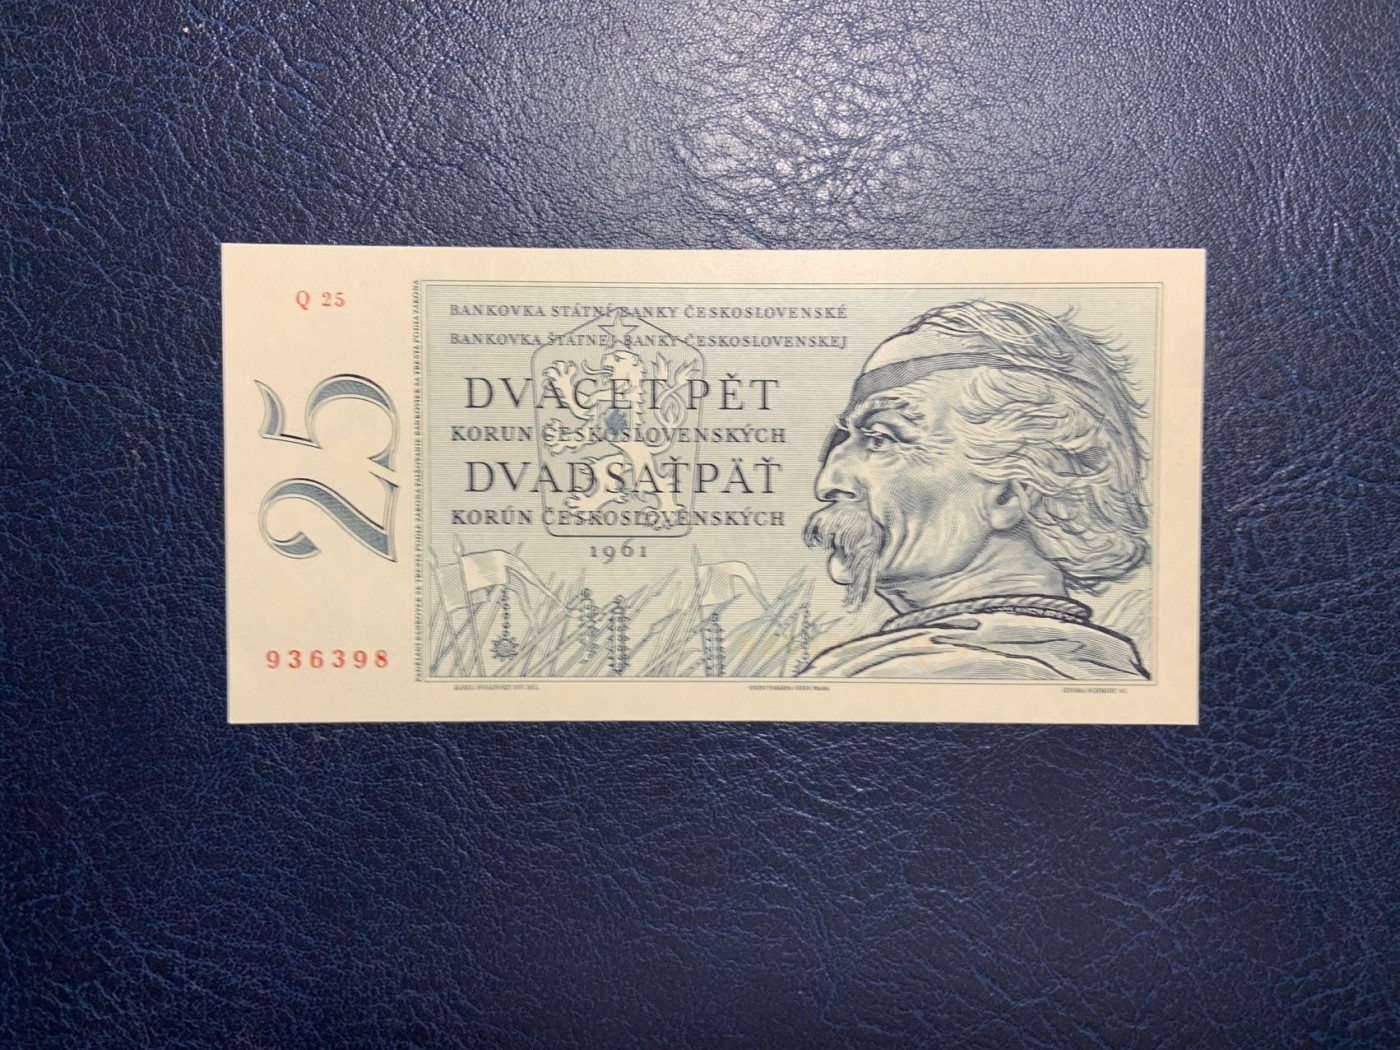 Q 25
25
936398
BANKOVKA STÁTNÍ BANKY ČESKOSLOVENSKÉ
BANKOVKA ŠTÁTNEJ BANKY ČESKOSLOVENSKEJ
DVACET PĚT
KORUN ČESKOSLOVENSKÝCH
DVADSAŤPÄŤ
KORÚN ČESKOSLOVENSKÝCH
1961